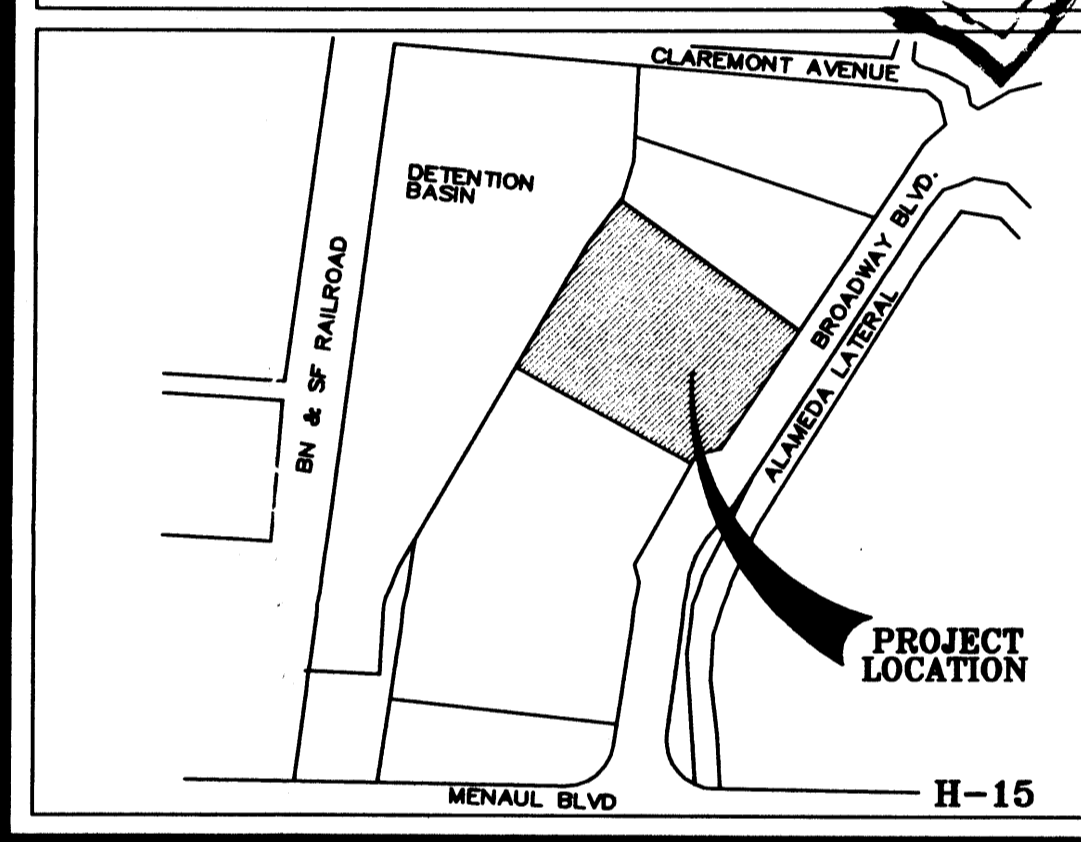 CLAREMONT AVENUE
DETENTION
BASIN
BROADWAY BLVD.
BN & SF RAILROAD
ALAMEDA LATERAL
PROJECT
LOCATION
MENAUL BLVD
H-15